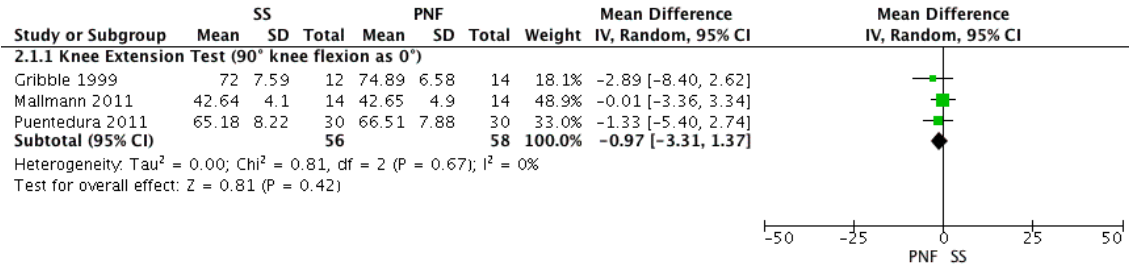 SS PNF Mean Difference Mean Difference
Study or Subgroup Mean SD Total Mean SD Total Weight IV, Random, 95% CI IV, Random, 95% CI
2.1.1 Knee Extension Test (90° knee flexion as 0°)
Gribble 1999 72 7.59 12 74.89 6.58 14 18.1% -2.89 [-8.40, 2.62]
Mallmann 2011 42.64 4.1 14 42.65 4.9 14 48.9% -0.01 [-3.36, 3.34]
Puentedura 2011 65.18 8.22 30 66.51 7.88 30 33.0% -1.33 [-5.40, 2.74]
Subtotal (95% CI) 56 58 100.0% -0.97 [-3.31, 1.37]
Heterogeneity: Tau² = 0.00; Chi² = 0.81, df = 2 (P = 0.67); I² = 0%
Test for overall effect: Z = 0.81 (P = 0.42)
-50 -25 0 25 50
PNF SS